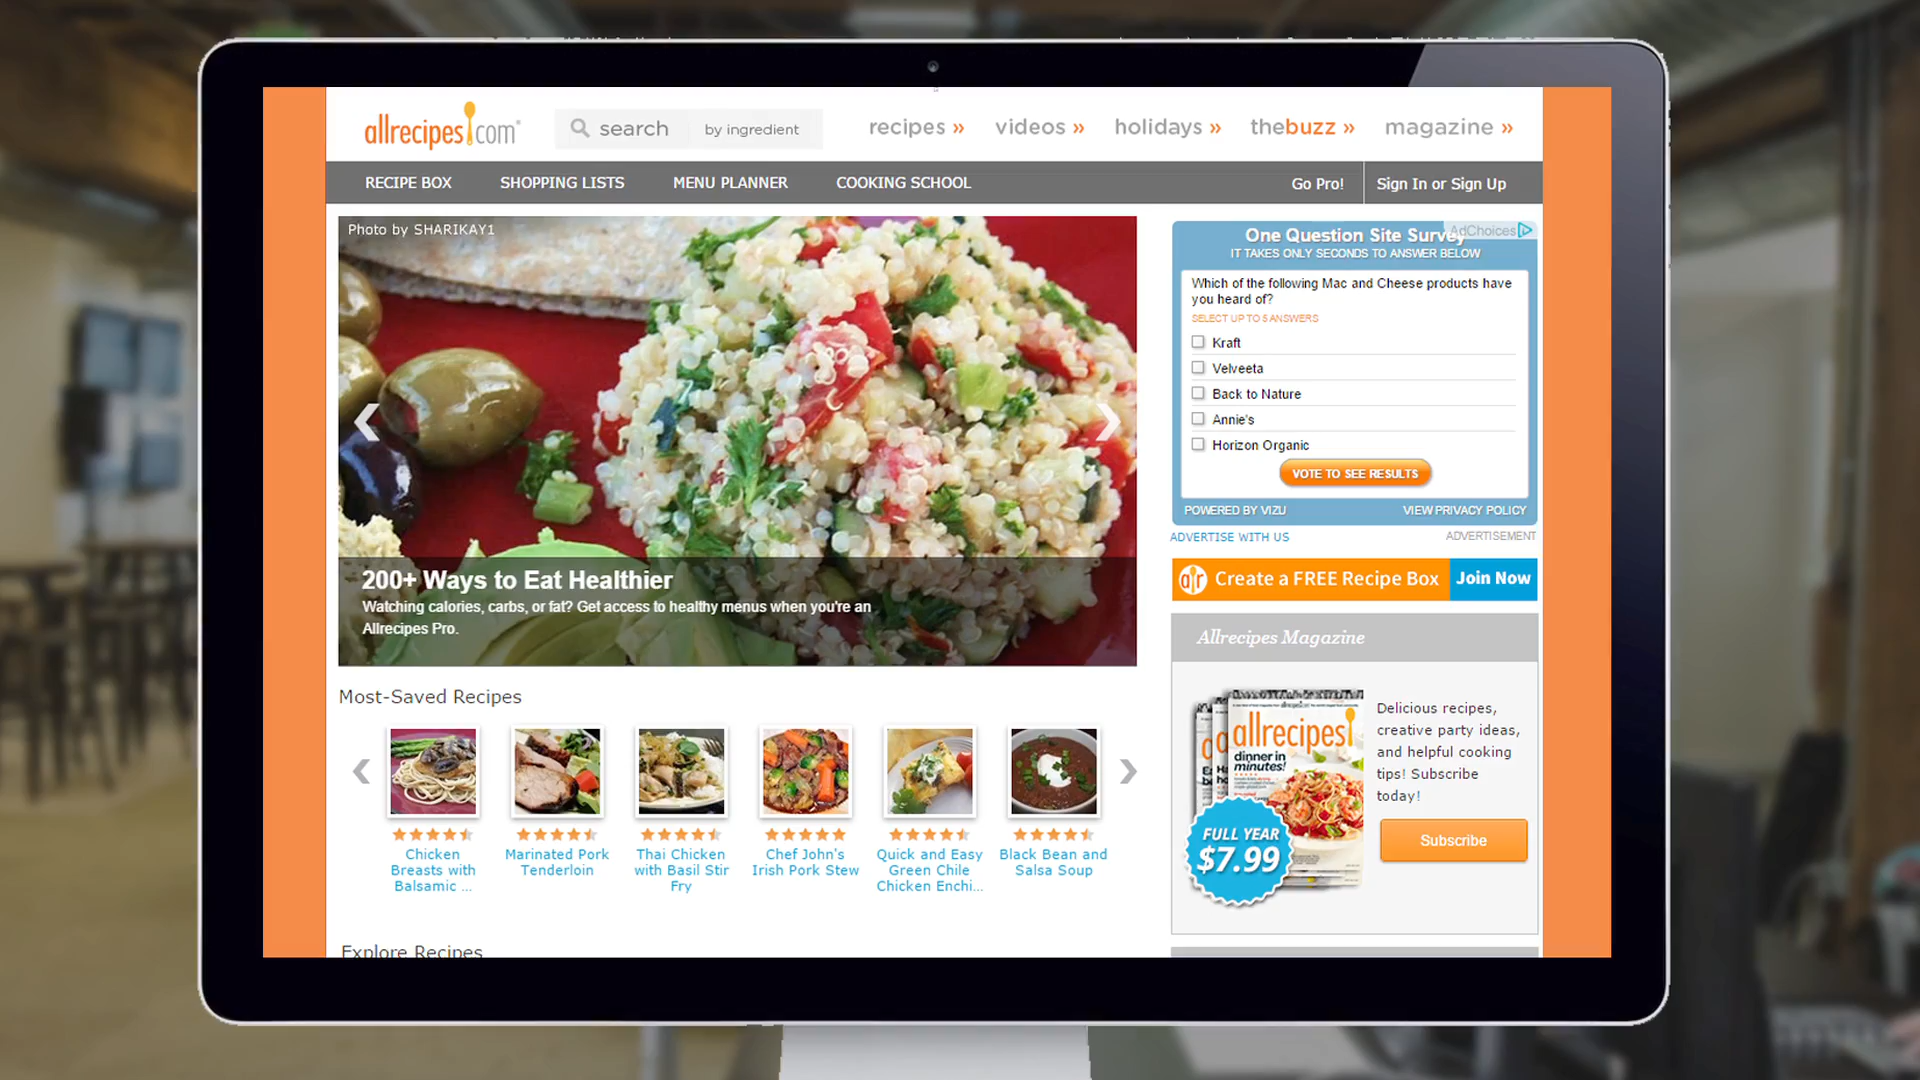 allrecipes.com
search
by ingredient
recipes »
videos »
holidays »
thebuzz »
magazine »
RECIPE BOX
SHOPPING LISTS
MENU PLANNER
COOKING SCHOOL
Go Pro!
Sign In or Sign Up
Photo by SHARIKAY1
200+ Ways to Eat Healthier
Watching calories, carbs, or fat? Get access to healthy menus when you're an
Allrecipes Pro.
One Question Site Survey
AdChoices
IT TAKES ONLY SECONDS TO ANSWER BELOW
Which of the following Mac and Cheese products have
you heard of?
SELECT UP TO 5 ANSWERS
Kraft
Velveeta
Back to Nature
Annie's
Horizon Organic
VOTE TO SEE RESULTS
POWERED BY VIZU
VIEW PRIVACY POLICY
ADVERTISE WITH US
ADVERTISEMENT
ar Create a FREE Recipe Box
Join Now
Allrecipes Magazine
allrecipes!
dinner in
minutes!
FULL YEAR
$7.99
Delicious recipes,
creative party ideas,
and helpful cooking
tips! Subscribe
today!
Subscribe
Most-Saved Recipes
Chicken
Breasts with
Balsamic ...
Marinated Pork
Tenderloin
Thai Chicken
with Basil Stir
Fry
Chef John's
Irish Pork Stew
Quick and Easy
Green Chile
Chicken Enchi...
Black Bean and
Salsa Soup
Explore Recipes